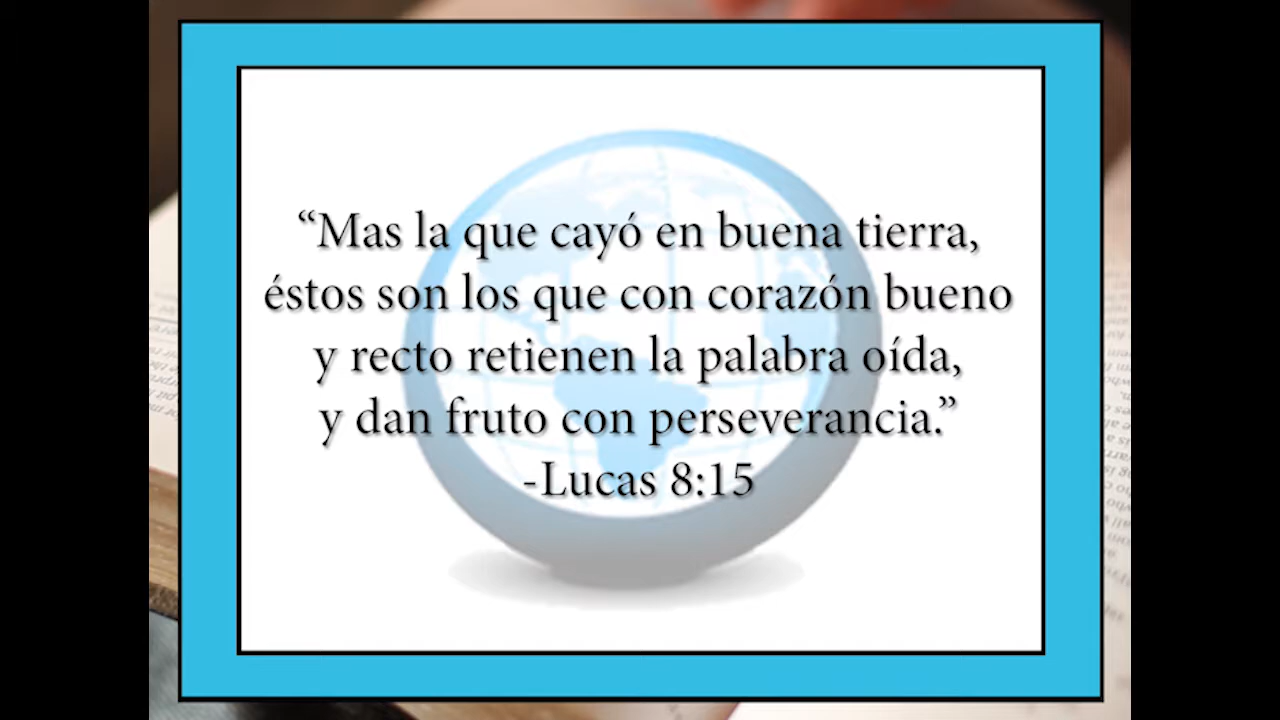 “Mas la que cayó en buena tierra,
éstos son los que con corazón bueno
y recto retienen la palabra oída,
y dan fruto con perseverancia.”
-Lucas 8:15